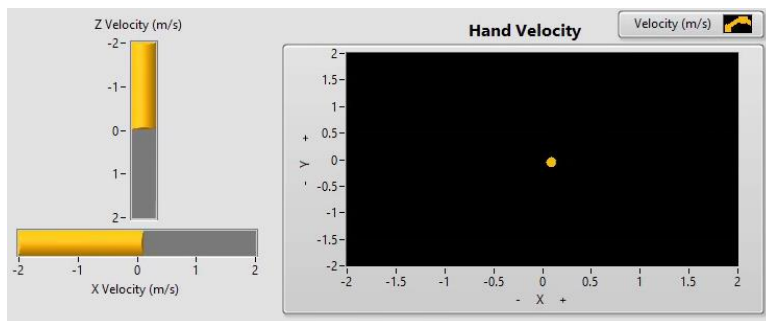 Z Velocity (m/s)
-2
-1
0
1
2
-2 -1 0 1 2
X Velocity (m/s)
Hand Velocity
Velocity (m/s)
2
1.5
1
0.5
0
-0.5
-1
-1.5
-2
- Y +
-2 -1.5 -1 -0.5 0 0.5 1 1.5 2
- X +